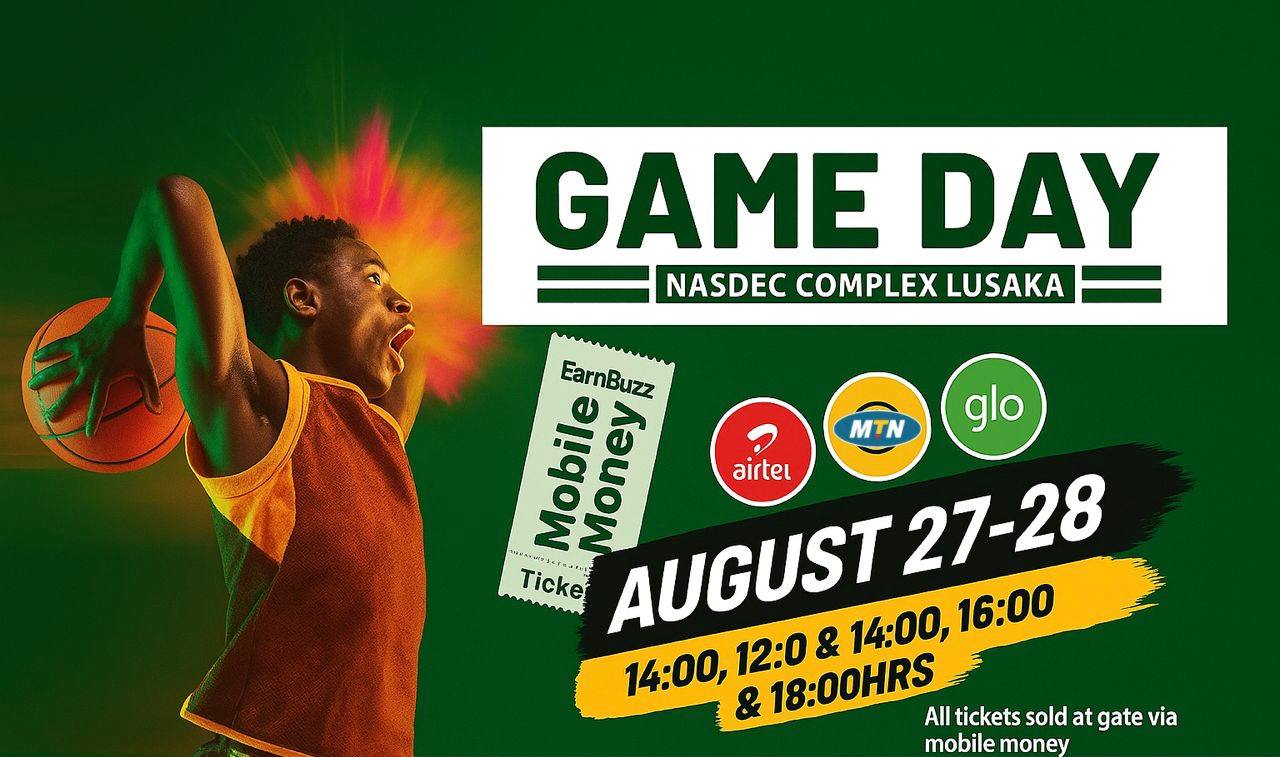 GAME DAY
NASDEC COMPLEX LUSAKA
EarnBuzz
Mobile
Money
Ticke
airtel
MTN
glo
AUGUST 27-28
14:00, 12:0 & 14:00, 16:00
& 18:00HRS
All tickets sold at gate via
mobile money